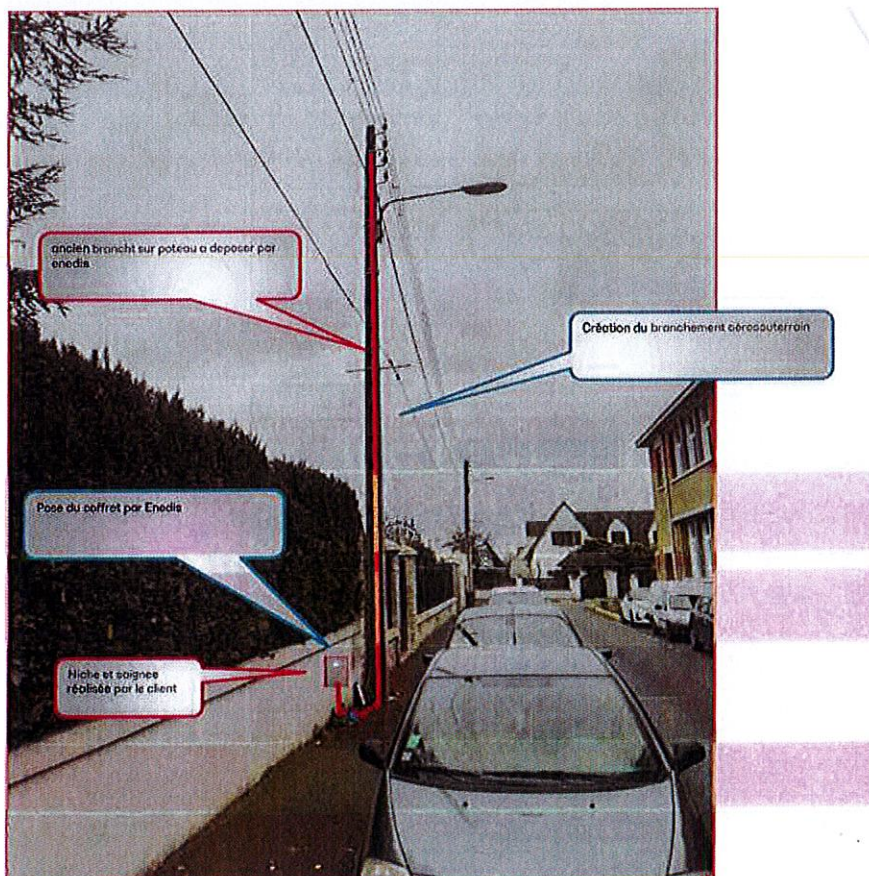 ancien brancht sur poteau a deposer par
enedis
Création du branchement aérosouterrain
Pose du coffret par Enedis
Niche et saignee
réalisée par le client